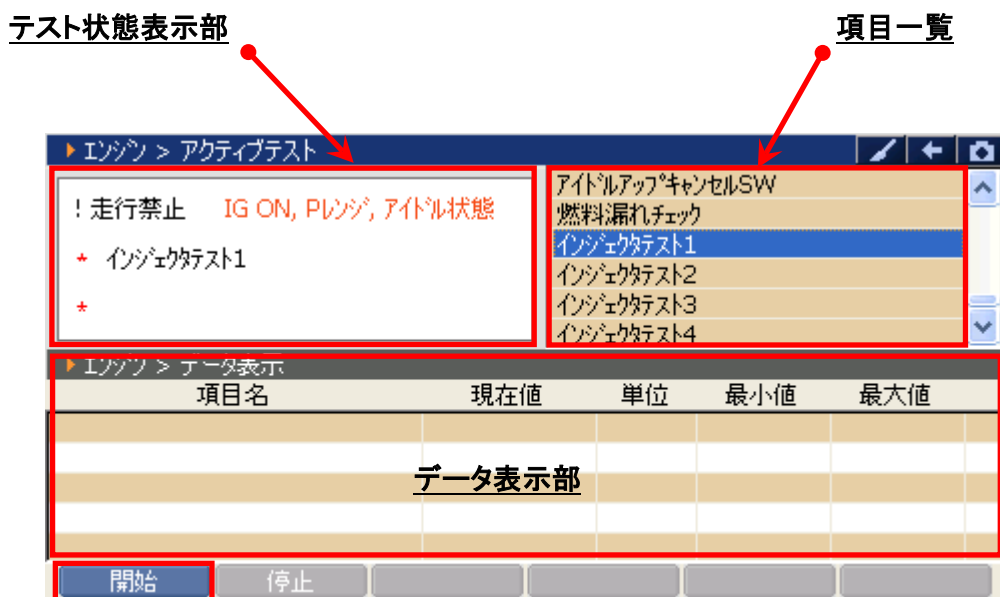 テスト状態表示部
項目一覧
エンジン > アクティブテスト
! 走行禁止 IG ON, Pレンジ, アイドル状態
* インジェクタテスト1
*
アイドルアップキャンセルSW
燃料漏れチェック
インジェクタテスト1
インジェクタテスト2
インジェクタテスト3
インジェクタテスト4
エンジン > データ表示
項目名 現在値 単位 最小値 最大値
データ表示部
開始 停止